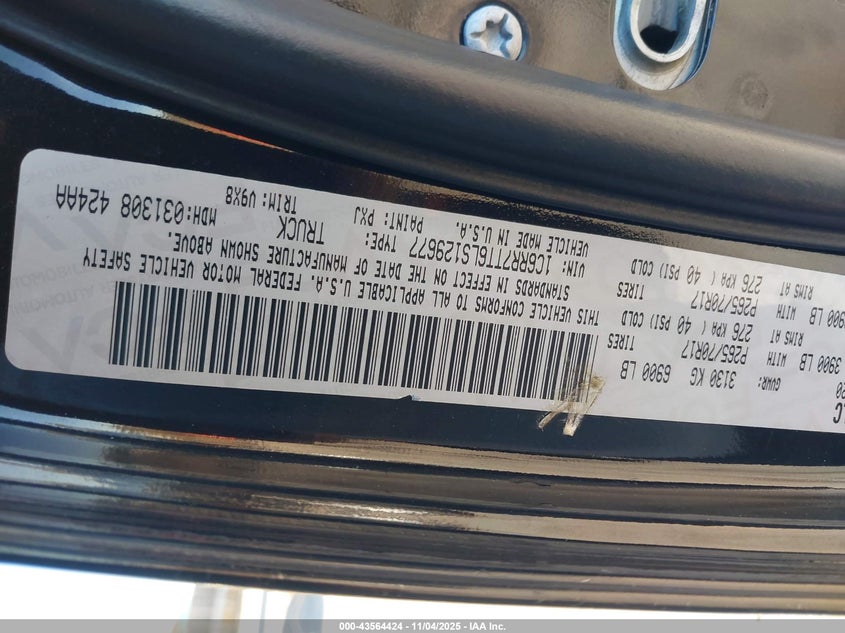 LC
20
GVWR: 3130 KG 6900 LB
3900 LB WITH P265/70R17 TIRES
RIMS AT 276 KPA ( 40 PSI) COLD
900 LB WITH P265/70R17 TIRES
RIMS AT 276 KPA ( 40 PSI) COLD
THIS VEHICLE CONFORMS TO ALL APPLICABLE U.S.A. FEDERAL MOTOR VEHICLE SAFETY
STANDARDS IN EFFECT ON THE DATE OF MANUFACTURE SHOWN ABOVE.
VIN: 1C6RR7TT6LS129677 TYPE: TRUCK MDH:031308 424AA
VEHICLE MADE IN U.S.A. PAINT: PXJ TRIM: V9X8
000-43564424 - 11/04/2025 - IAA Inc.